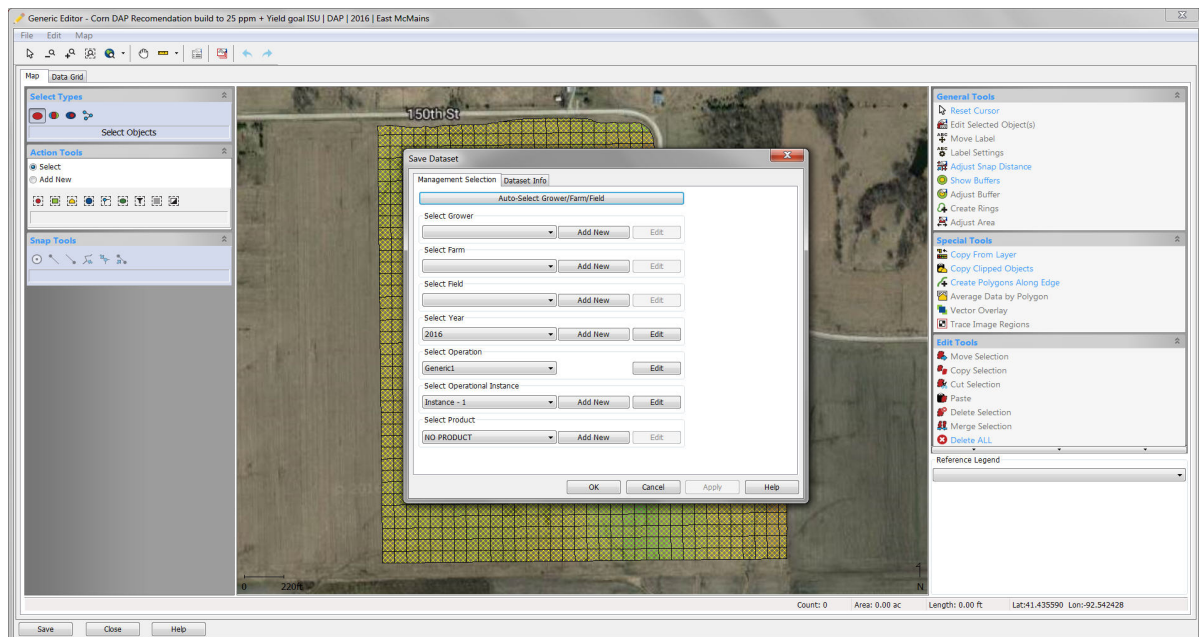 Generic Editor - Corn DAP Recomendation build to 25 ppm + Yield goal ISU | DAP | 2016 | East McMains
File Edit Map
Map Data Grid
Select Types
Select Objects
Action Tools
Select
Add New
Snap Tools
150th St
Save Dataset
Management Selection Dataset Info
Auto-Select Grower/Farm/Field
Select Grower
Add New Edit
Select Farm
Add New Edit
Select Field
Add New Edit
Select Year
2016 Add New Edit
Select Operation
Generic1 Edit
Select Operational Instance
Instance - 1 Add New Edit
Select Product
NO PRODUCT Add New Edit
OK Cancel Apply Help
0 220ft
N
General Tools
Reset Cursor
Edit Selected Object(s)
Move Label
Label Settings
Adjust Snap Distance
Show Buffers
Adjust Buffer
Create Rings
Adjust Area
Special Tools
Copy From Layer
Copy Clipped Objects
Create Polygons Along Edge
Average Data by Polygon
Vector Overlay
Trace Image Regions
Edit Tools
Move Selection
Copy Selection
Cut Selection
Paste
Delete Selection
Merge Selection
Delete ALL
Reference Legend
Count: 0 Area: 0.00 ac Length: 0.00 ft Lat:41.435590 Lon:-92.542428
Save Close Help